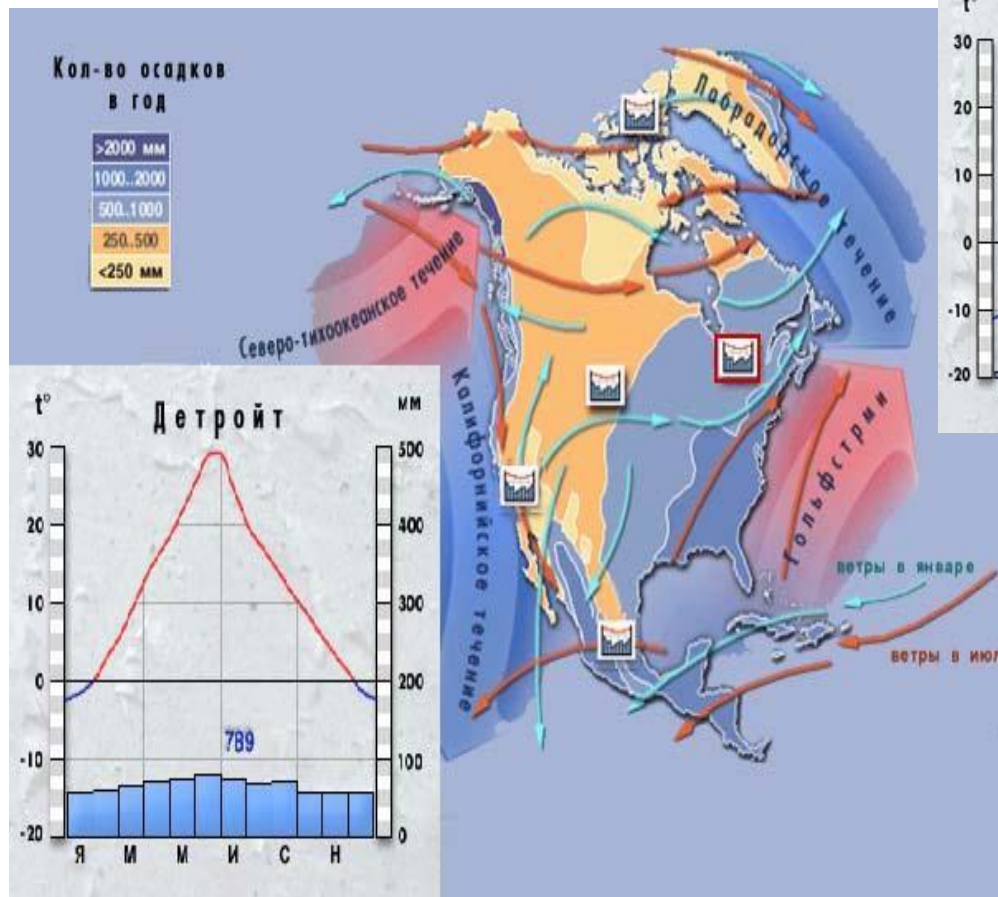 Кол-во осадков
в год
>2000 мм
1000..2000
500..1000
250..500
<250 мм
Лабрадорское
течение
Северо-тихоокеанское течение
Калифорнийское течение
Гольфстрим
ветры в январе
ветры в июл
Детройт
t°
мм
30
20
10
0
-10
-20
500
400
300
200
100
0
789
Я М М И С Н
t°
30
20
10
0
-10
-20